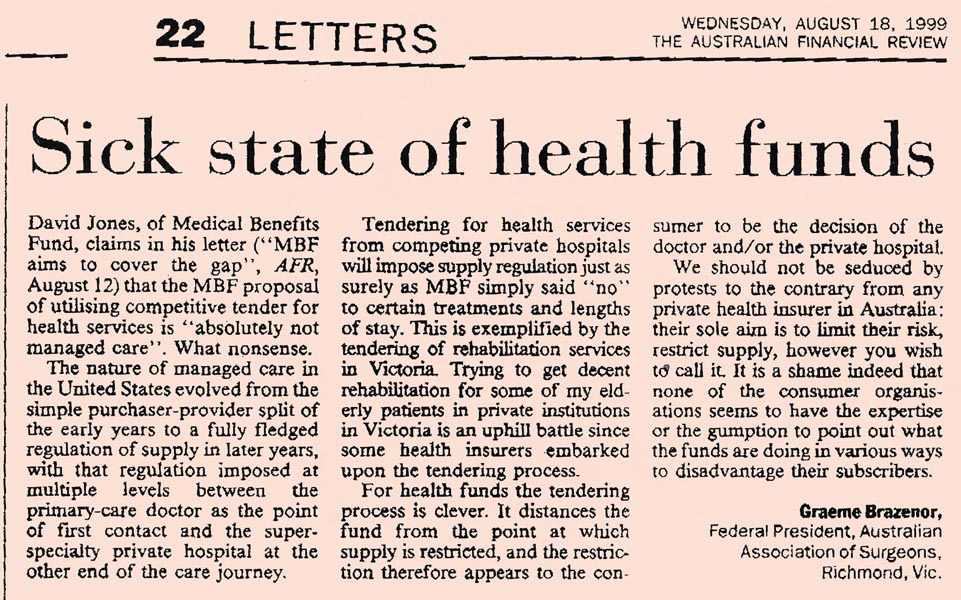 22 LETTERS
WEDNESDAY, AUGUST 18, 1999
THE AUSTRALIAN FINANCIAL REVIEW
Sick state of health funds
David Jones, of Medical Benefits
Fund, claims in his letter (“MBF
aims to cover the gap”, AFR,
August 12) that the MBF proposal
of utilising competitive tender for
health services is “absolutely not
managed care”. What nonsense.
The nature of managed care in
the United States evolved from the
simple purchaser-provider split of
the early years to a fully fledged
regulation of supply in later years,
with that regulation imposed at
multiple levels between the
primary-care doctor as the point
of first contact and the super-
specialty private hospital at the
other end of the care journey.
Tendering for health services
from competing private hospitals
will impose supply regulation just as
surely as MBF simply said “no”
to certain treatments and lengths
of stay. This is exemplified by the
tendering of rehabilitation services
in Victoria. Trying to get decent
rehabilitation for some of my eld-
erly patients in private institutions
in Victoria is an uphill battle since
some health insurers embarked
upon the tendering process.
For health funds the tendering
process is clever. It distances the
fund from the point at which
supply is restricted, and the restric-
tion therefore appears to the con-
sumer to be the decision of the
doctor and/or the private hospital.
We should not be seduced by
protests to the contrary from any
private health insurer in Australia:
their sole aim is to limit their risk,
restrict supply, however you wish
to call it. It is a shame indeed that
none of the consumer organis-
ations seems to have the expertise
or the gumption to point out what
the funds are doing in various ways
to disadvantage their subscribers.
Graeme Brazenor,
Federal President, Australian
Association of Surgeons,
Richmond, Vic.